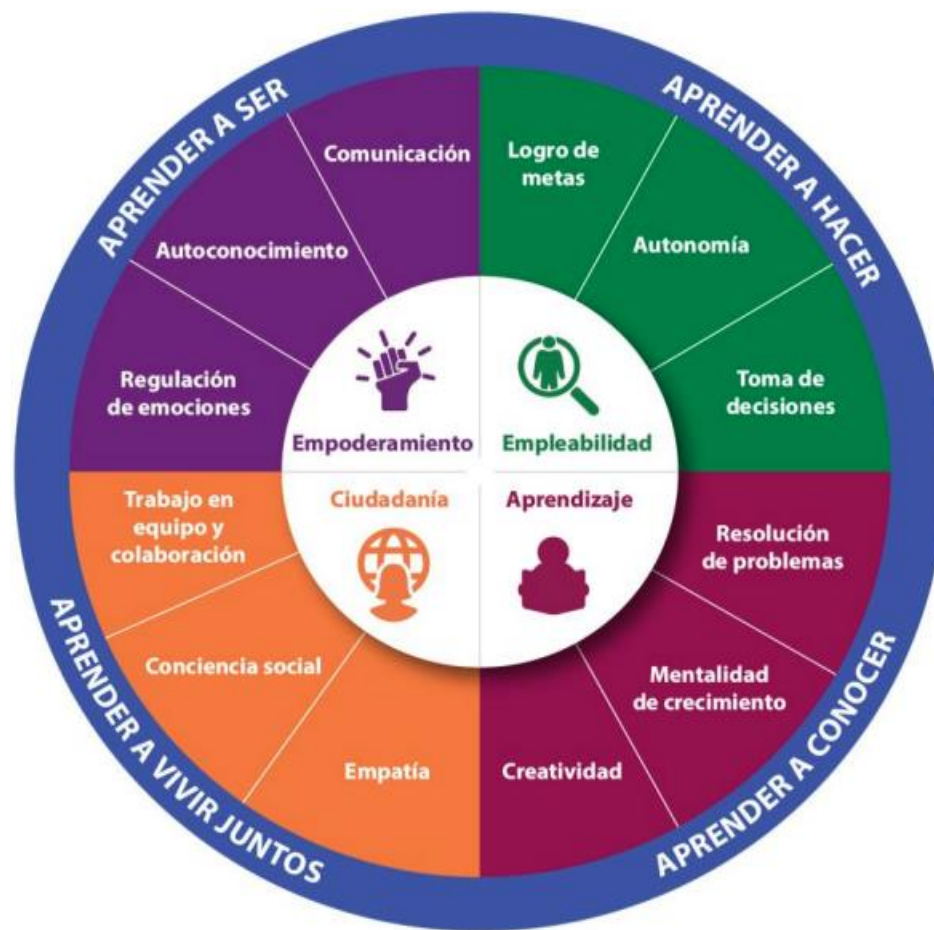 APRENDER A SER
Comunicación
Autoconocimiento
Regulación
de emociones
Empoderamiento
APRENDER A HACER
Logro de
metas
Autonomía
Toma de
decisiones
Empleabilidad
Ciudadanía
Trabajo en
equipo y
colaboración
Conciencia social
Empatía
APRENDER A VIVIR JUNTOS
Aprendizaje
Resolución
de problemas
Mentalidad
de crecimiento
Creatividad
APRENDER A CONOCER